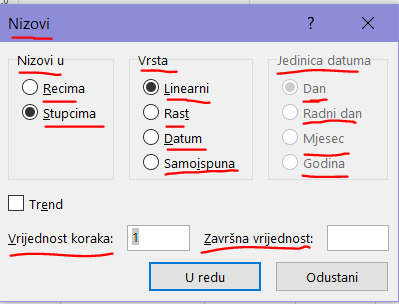 Nizovi ?
Nizovi u Vrsta Jedinica datuma
Recima Linearni Dan
Stupcima Rast Radni dan
Datum Mjesec
Samoispuna Godina
Trend
Vrijednost koraka: 1 Završna vrijednost:
U redu Odustani